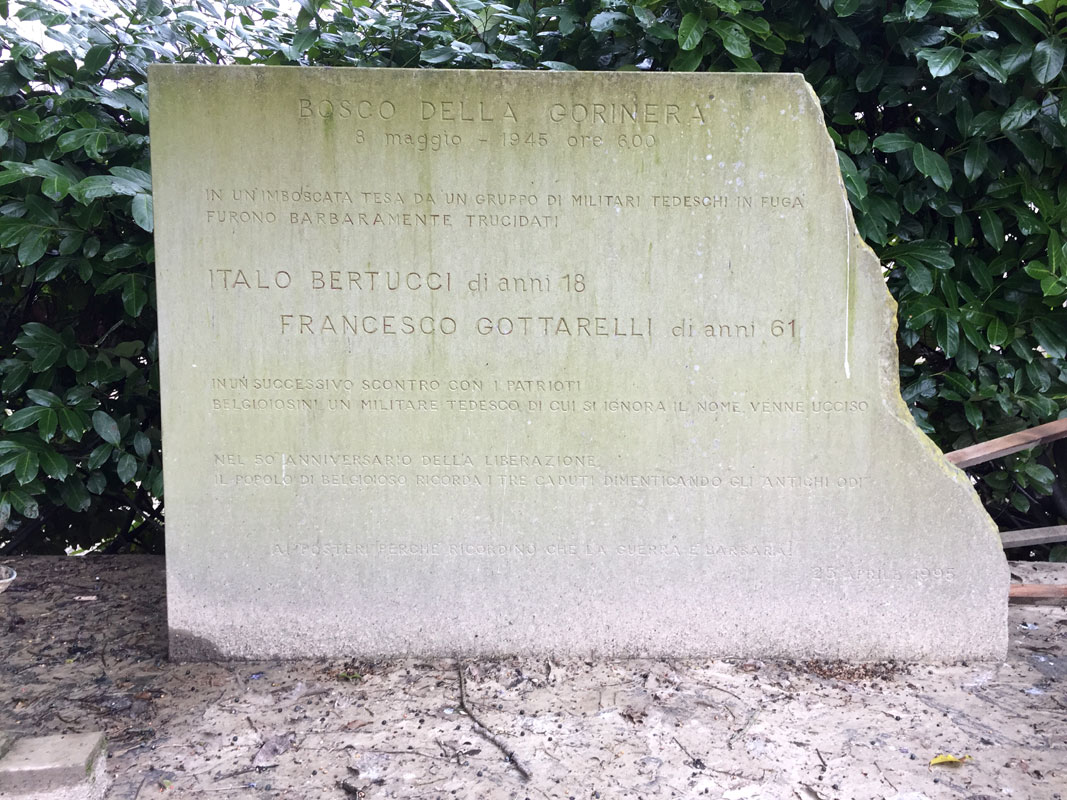 BOSCO DELLA GORINERA
8 maggio - 1945 ore 6.00
IN UN'IMBOSCATA TESA DA UN GRUPPO DI MILITARI TEDESCHI IN FUGA
FURONO BARBARAMENTE TRUCIDATI
ITALO BERTUCCI di anni 18
FRANCESCO GOTTARELLI di anni 61
IN UN SUCCESSIVO SCONTRO CON I PATRIOTI
BELGIOIOSINI UN MILITARE TEDESCO, DI CUI SI IGNORA IL NOME, VENNE UCCISO
NEL 50° ANNIVERSARIO DELLA LIBERAZIONE
IL POPOLO DI BELGIOIOSO RICORDA I TRE CADUTI DIMENTICANDO GLI ANTICHI ODI
AI POSTERI PERCHÈ RICORDINO CHE LA GUERRA È BARBARA!
25 APRILE 1995